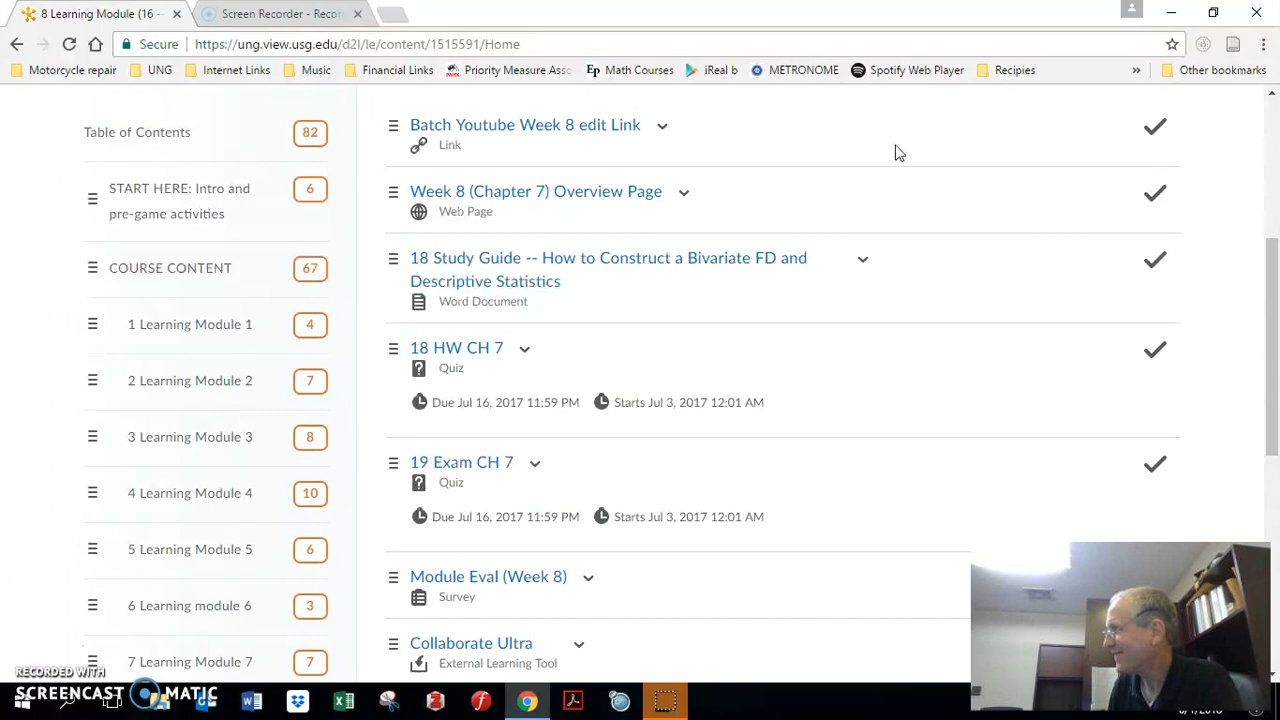 8 Learning Module (16 --
Screen Recorder - Recor
Secure
https://ung.view.usg.edu/d2l/le/content/1515591/Home
Motorcycle repair
UNG
Internet Links
Music
Financial Links
Priority Measure Asso
Math Courses
iReal b
METRONOME
Spotify Web Player
Recipies
»
Other bookmarks
Table of Contents 82
START HERE: Intro and
pre-game activities
6
COURSE CONTENT 67
1 Learning Module 1 4
2 Learning Module 2 7
3 Learning Module 3 8
4 Learning Module 4 10
5 Learning Module 5 6
6 Learning module 6 3
7 Learning Module 7 7
Batch Youtube Week 8 edit Link
Link
Week 8 (Chapter 7) Overview Page
Web Page
18 Study Guide -- How to Construct a Bivariate FD and
Descriptive Statistics
Word Document
18 HW CH 7
Quiz
Due Jul 16, 2017 11:59 PM Starts Jul 3, 2017 12:01 AM
19 Exam CH 7
Quiz
Due Jul 16, 2017 11:59 PM Starts Jul 3, 2017 12:01 AM
Module Eval (Week 8)
Survey
Collaborate Ultra
External Learning Tool
RECORDED WITH
SCREENCAST MATIC